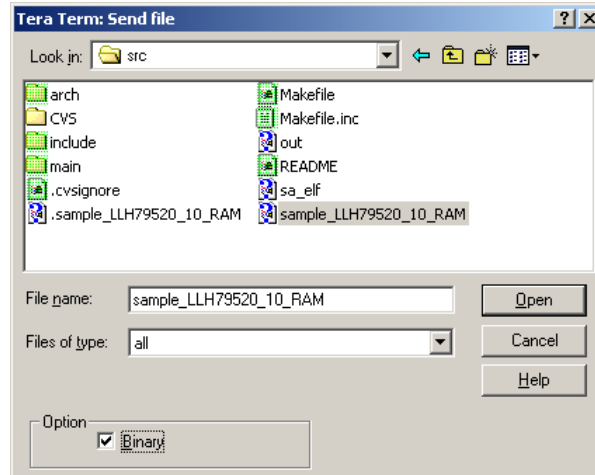 Tera Term: Send file
Look in: src
arch
CVS
include
main
.cvsignore
.sample_LLH79520_10_RAM
Makefile
Makefile.inc
out
README
sa_elf
sample_LLH79520_10_RAM
File name: sample_LLH79520_10_RAM Open
Files of type: all Cancel
Help
Option
Binary